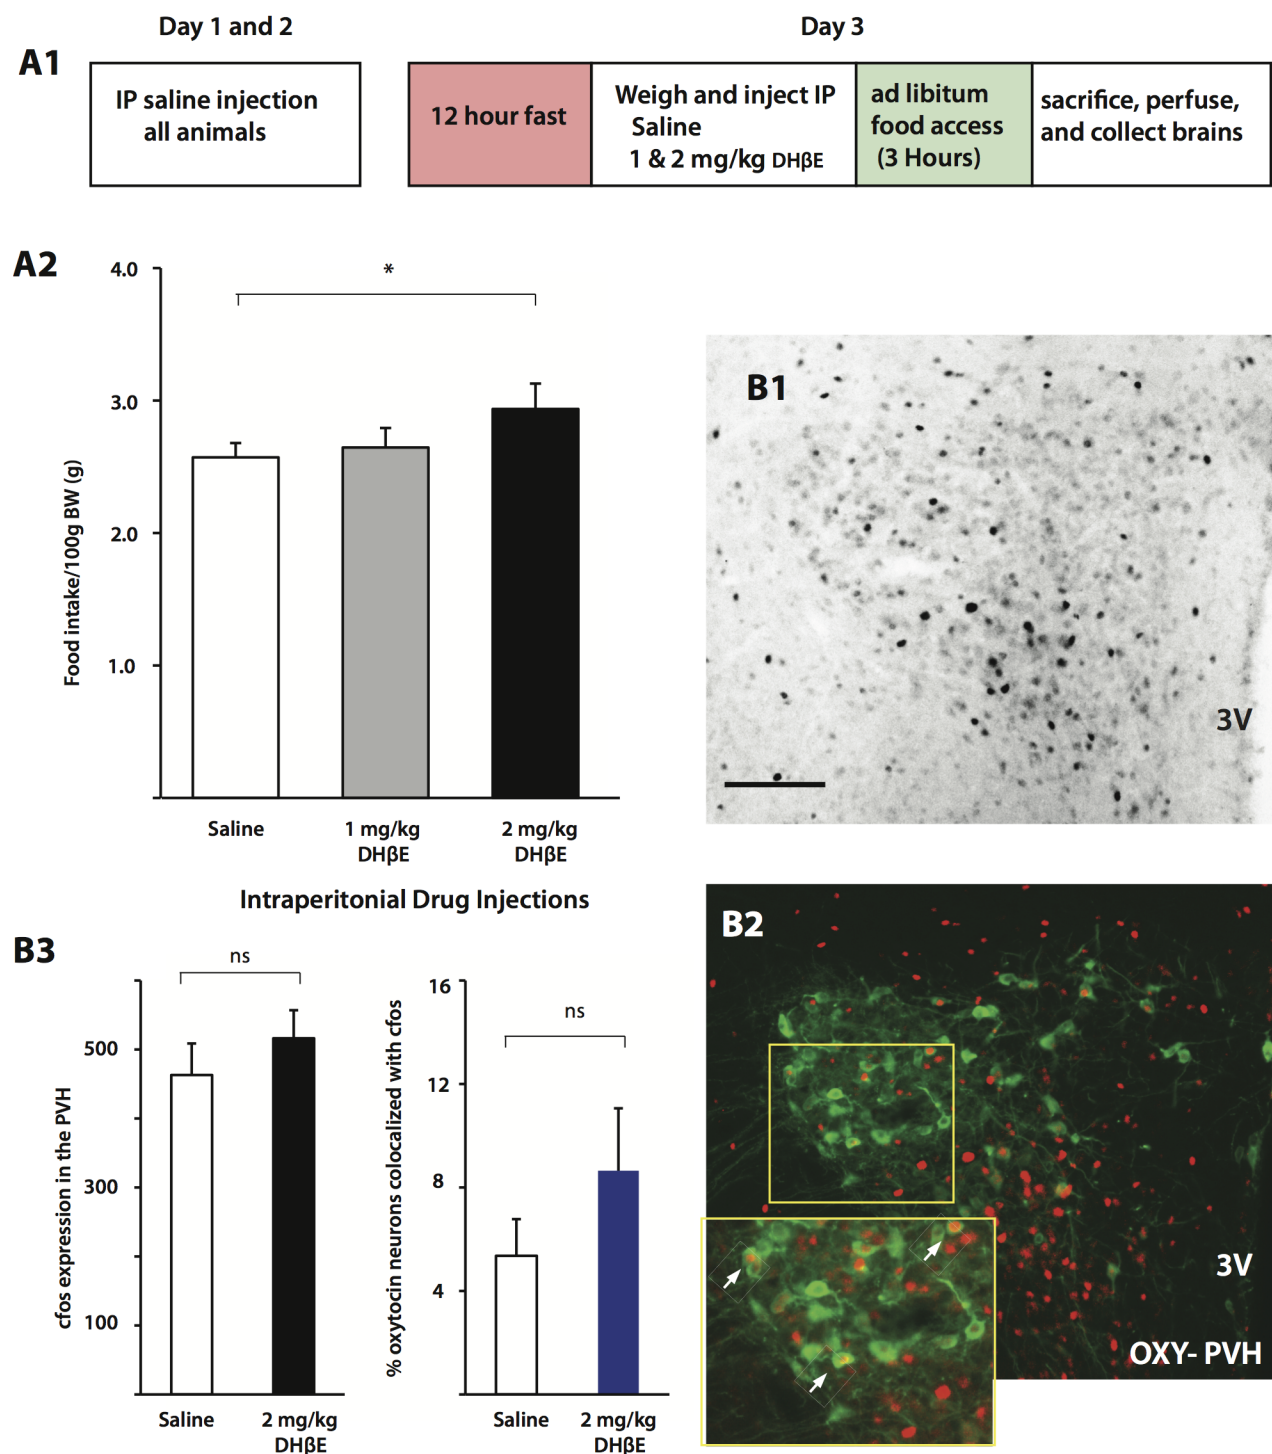 Day 1 and 2
Day 3
A1
IP saline injection
all animals
12 hour fast
Weigh and inject IP
Saline
1 & 2 mg/kg DHβE
ad libitum
food access
(3 Hours)
sacrifice, perfuse,
and collect brains
A2
4.0
3.0
2.0
1.0
Food intake/100g BW (g)
*
Saline
1 mg/kg
DHβE
2 mg/kg
DHβE
Intraperitonial Drug Injections
B1
3V
B3
ns
500
300
100
cfos expression in the PVH
Saline
2 mg/kg
DHβE
ns
16
12
8
4
% oxytocin neurons colocalized with cfos
Saline
2 mg/kg
DHβE
B2
3V
OXY- PVH